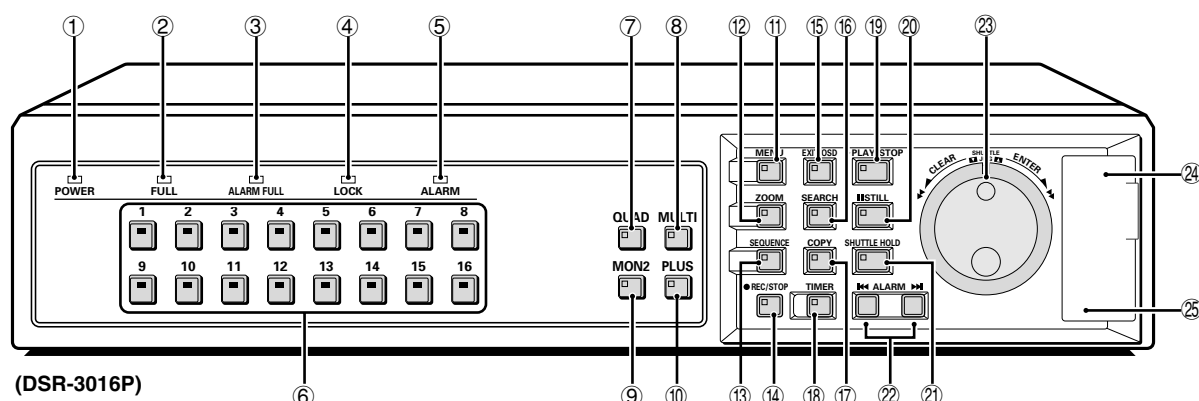 ① ② ③ ④ ⑤ ⑦ ⑧ ⑫ ⑪ ⑮ ⑯ ⑲ ⑳ ㉓
POWER FULL ALARM FULL LOCK ALARM
1 2 3 4 5 6 7 8
9 10 11 12 13 14 15 16
QUAD MULTI
MON2 PLUS
MENU EXIT/OSD PLAY/STOP
ZOOM SEARCH STILL
SEQUENCE COPY SHUTTLE HOLD
●REC/STOP TIMER ALARM
CLEAR SHUTTLE ENTER
JOG
㉔
㉕
(DSR-3016P)
⑥ ⑨ ⑩ ⑬ ⑭ ⑱ ⑰ ㉒ ㉑